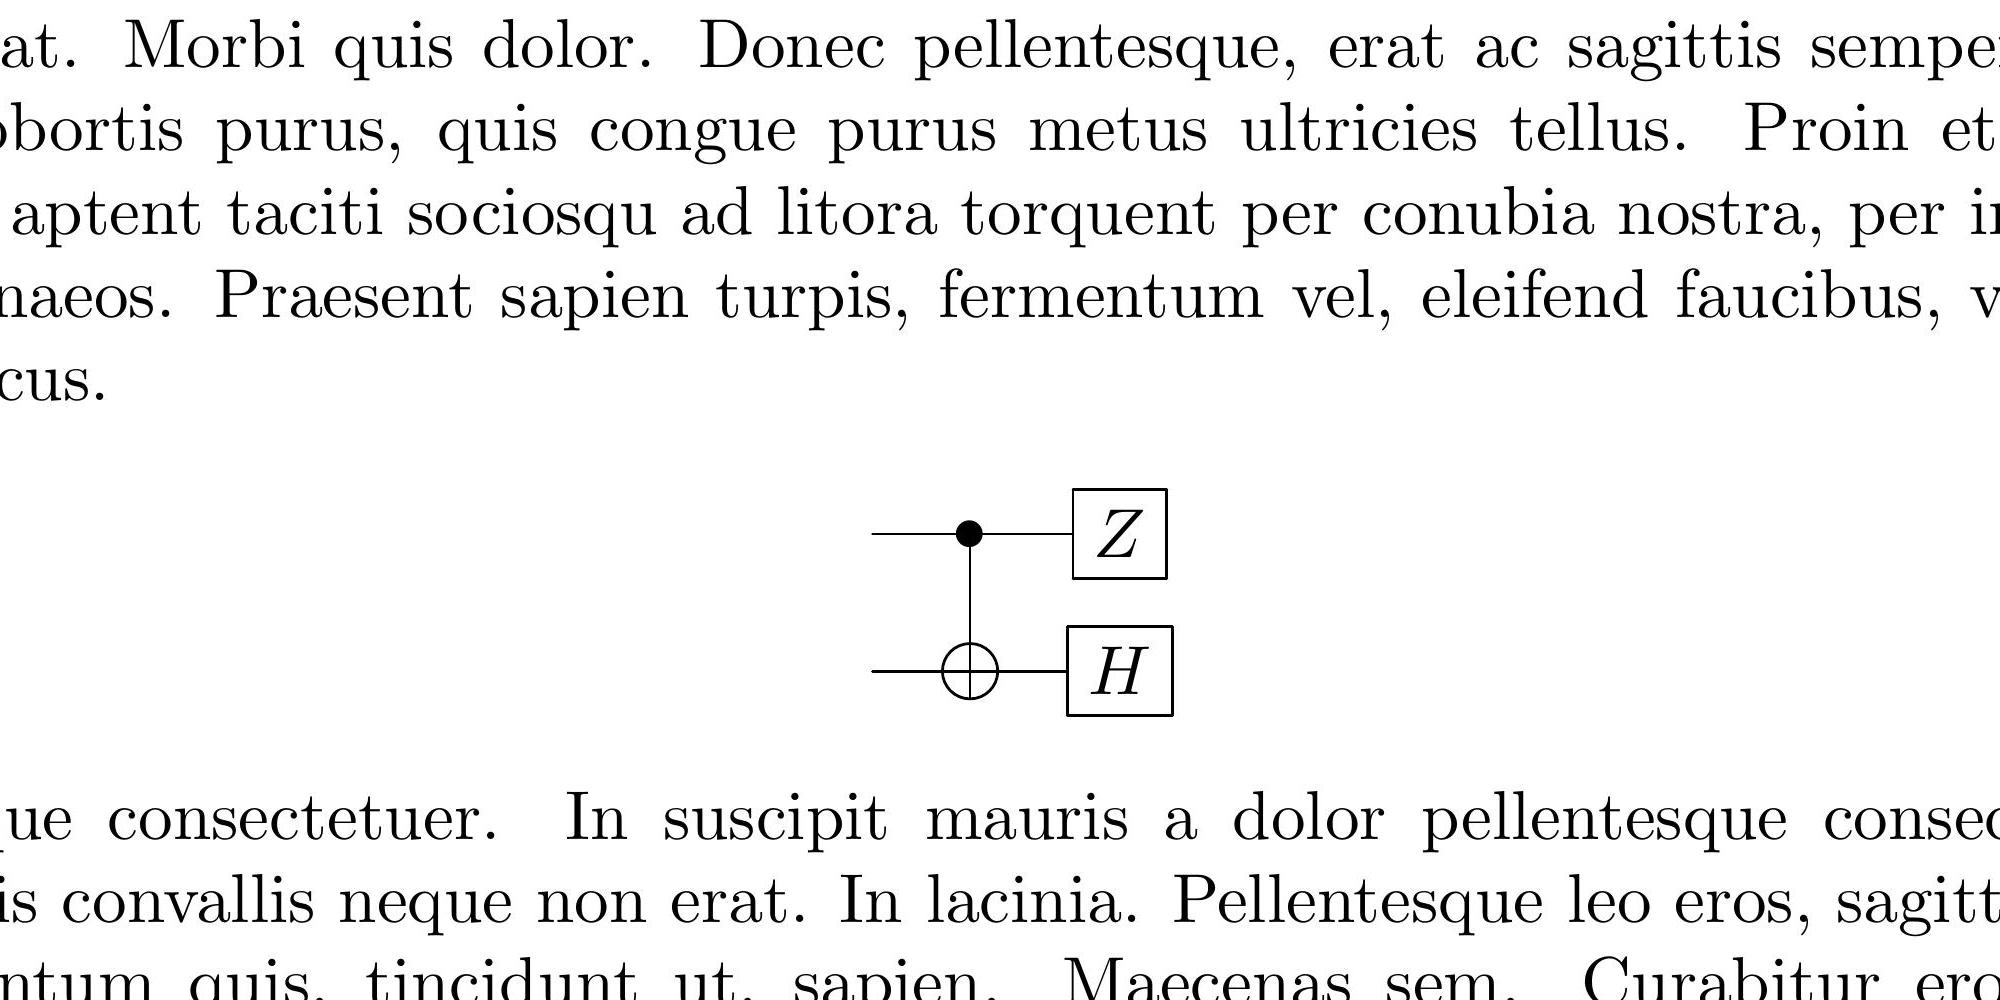 at. Morbi quis dolor. Donec pellentesque, erat ac sagittis sempe
obortis purus, quis congue purus metus ultricies tellus. Proin et
aptent taciti sociosqu ad litora torquent per conubia nostra, per in
naeos. Praesent sapien turpis, fermentum vel, eleifend faucibus, v
cus.
Z
H
ue consectetuer. In suscipit mauris a dolor pellentesque consec
is convallis neque non erat. In lacinia. Pellentesque leo eros, sagitt
ntum quis, tincidunt ut, sapien. Maecenas sem. Curabitur ero